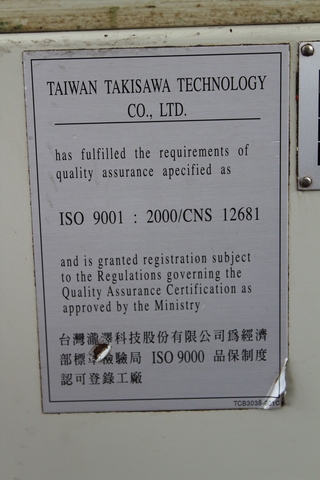 TAIWAN TAKISAWA TECHNOLOGY
CO., LTD.
has fulfilled the requirements of
quality assurance apecified as
ISO 9001 : 2000/CNS 12681
and is granted registration subject
to the Regulations governing the
Quality Assurance Certification as
approved by the Ministry
台灣瀧澤科技股份有限公司爲經濟
部標準檢驗局 ISO 9000 品保制度
認可登錄工廠